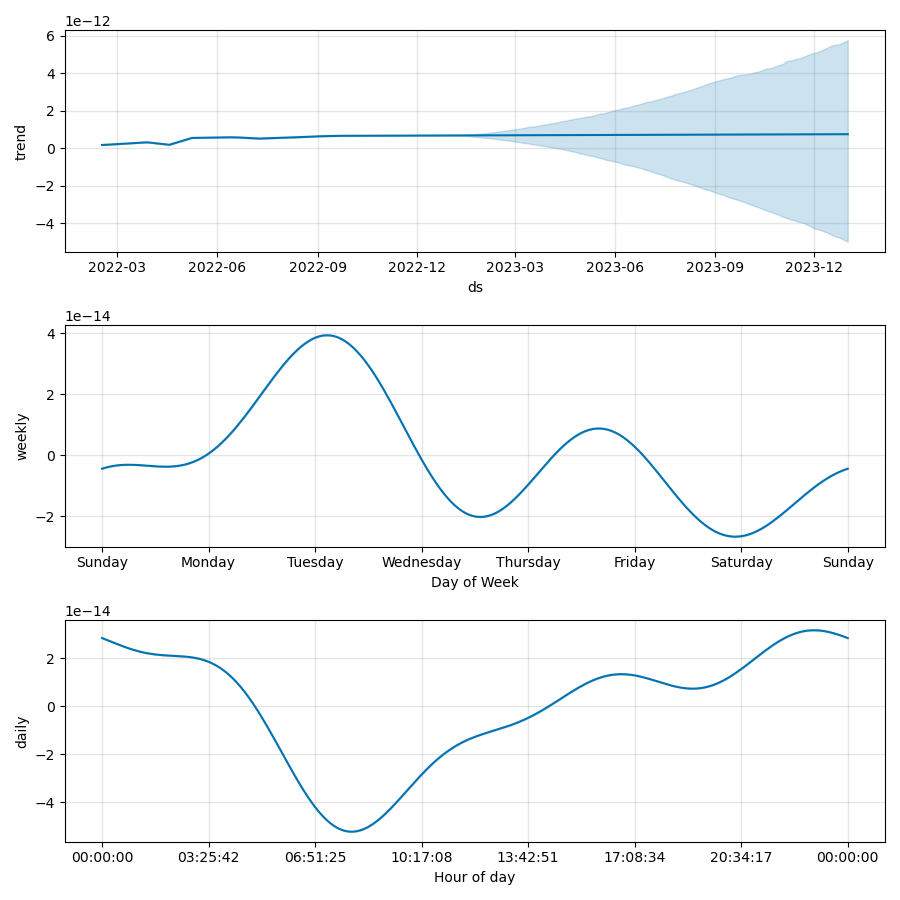 1e−12
6
4
2
0
−2
−4
trend
2022-03 2022-06 2022-09 2022-12 2023-03 2023-06 2023-09 2023-12
ds
1e−14
4
2
0
−2
weekly
Sunday Monday Tuesday Wednesday Thursday Friday Saturday Sunday
Day of Week
1e−14
2
0
−2
−4
daily
00:00:00 03:25:42 06:51:25 10:17:08 13:42:51 17:08:34 20:34:17 00:00:00
Hour of day